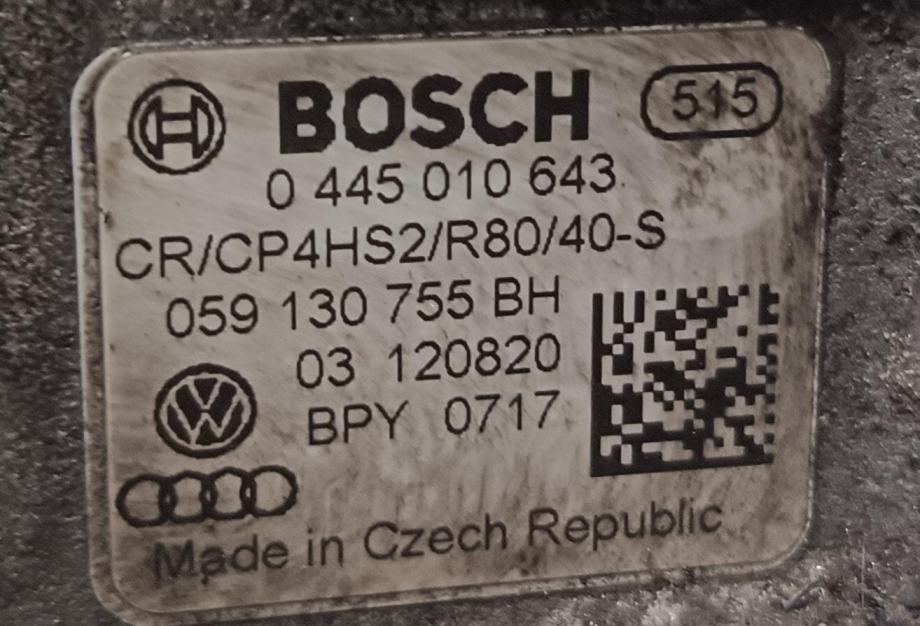 BOSCH 515
0 445 010 643
CR/CP4HS2/R80/40-S
059 130 755 BH
03 120820
BPY 0717
Made in Czech Republic